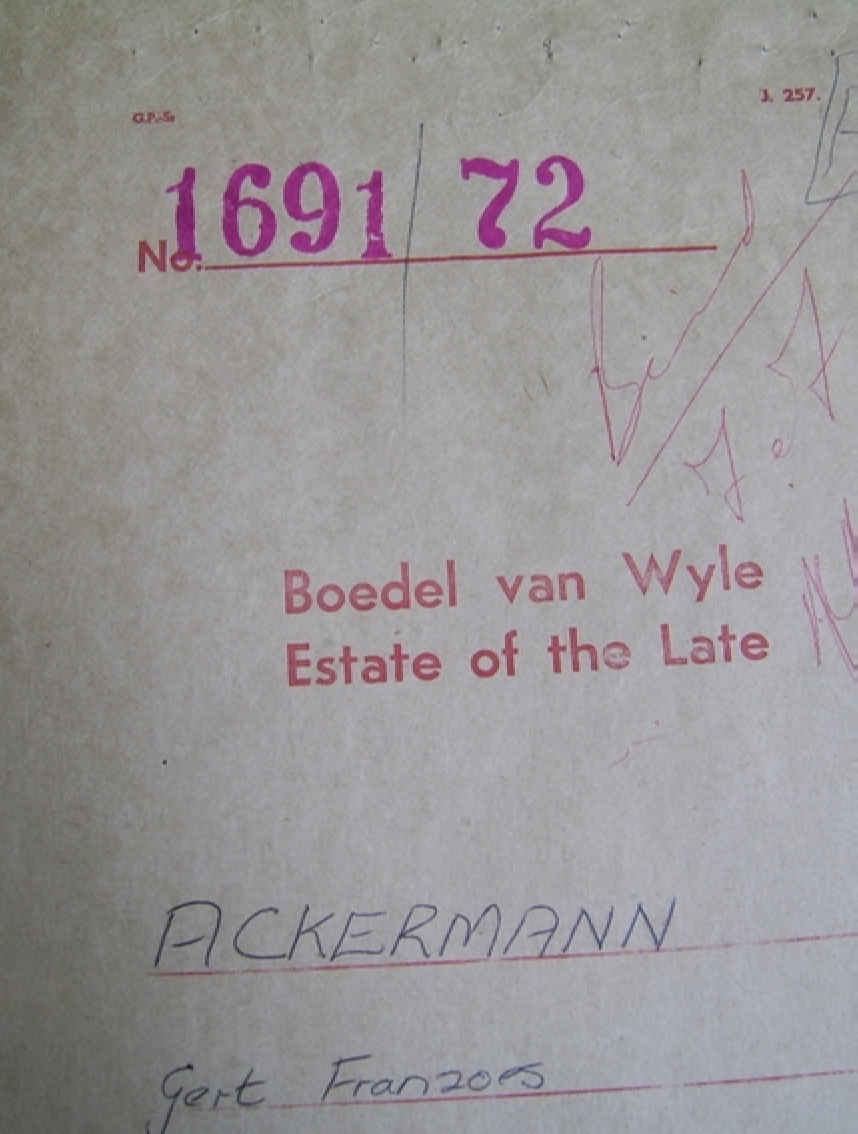 G.P.-S.
J. 257.
No. 1691/72
Boedel van Wyle
Estate of the Late
ACKERMANN
Gert Franzoes